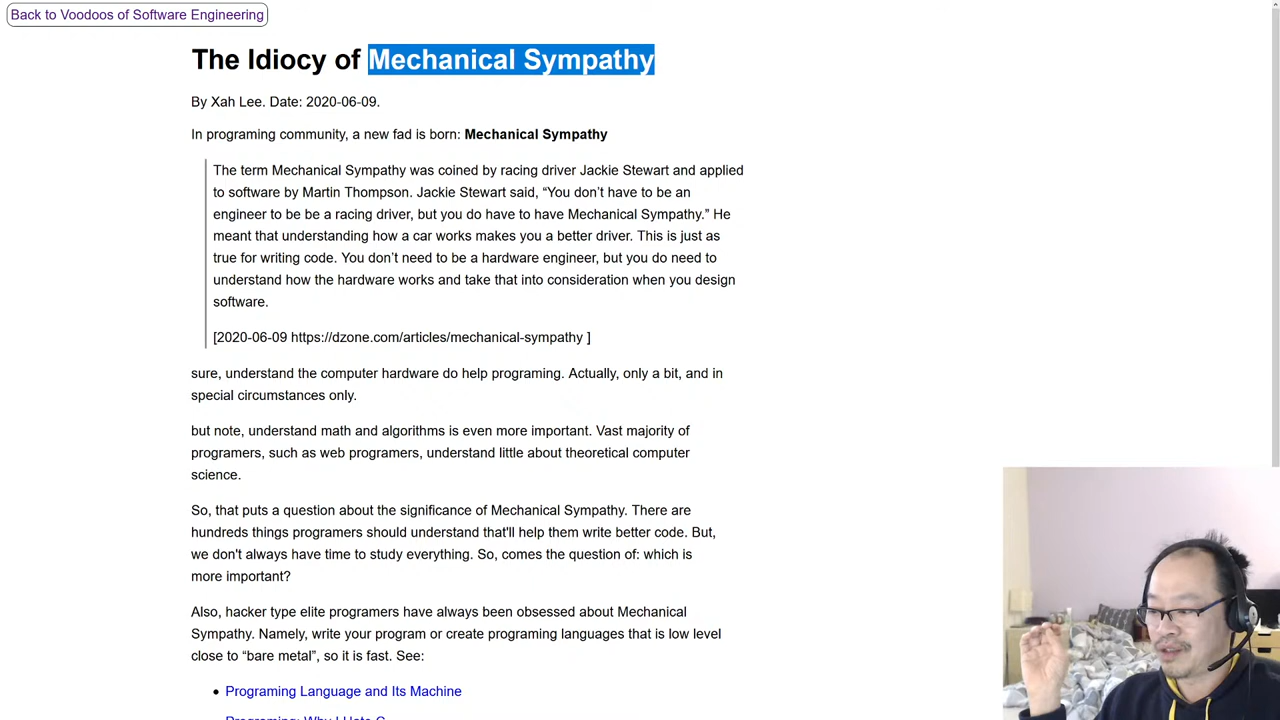 Back to Voodoos of Software Engineering
The Idiocy of Mechanical Sympathy
By Xah Lee. Date: 2020-06-09.
In programing community, a new fad is born: Mechanical Sympathy
The term Mechanical Sympathy was coined by racing driver Jackie Stewart and applied
to software by Martin Thompson. Jackie Stewart said, “You don’t have to be an
engineer to be be a racing driver, but you do have to have Mechanical Sympathy.” He
meant that understanding how a car works makes you a better driver. This is just as
true for writing code. You don’t need to be a hardware engineer, but you do need to
understand how the hardware works and take that into consideration when you design
software.
[2020-06-09 https://dzone.com/articles/mechanical-sympathy ]
sure, understand the computer hardware do help programing. Actually, only a bit, and in
special circumstances only.
but note, understand math and algorithms is even more important. Vast majority of
programers, such as web programers, understand little about theoretical computer
science.
So, that puts a question about the significance of Mechanical Sympathy. There are
hundreds things programers should understand that'll help them write better code. But,
we don't always have time to study everything. So, comes the question of: which is
more important?
Also, hacker type elite programers have always been obsessed about Mechanical
Sympathy. Namely, write your program or create programing languages that is low level
close to “bare metal”, so it is fast. See:
Programing Language and Its Machine
Programing: Why I Hate C